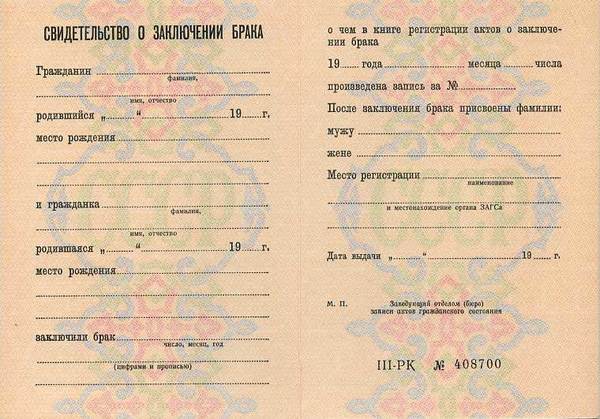 СВИДЕТЕЛЬСТВО О ЗАКЛЮЧЕНИИ БРАКА
Гражданин
фамилия,
имя, отчество
родившийся „ “ 19 г.
место рождения
и гражданка
фамилия,
имя, отчество
родившаяся „ “ 19 г.
место рождения
заключили брак
число, месяц, год
(цифрами и прописью)
о чем в книге регистрации актов о заключе-
нии брака
19 года месяца числа
произведена запись за №
После заключения брака присвоены фамилии:
мужу
жене
Место регистрации
наименование
и местонахождение органа ЗАГСа
Дата выдачи „ “ 19 г.
М. П. Заведующий отделом (бюро)
записи актов гражданского состояния
III-РК № 408700